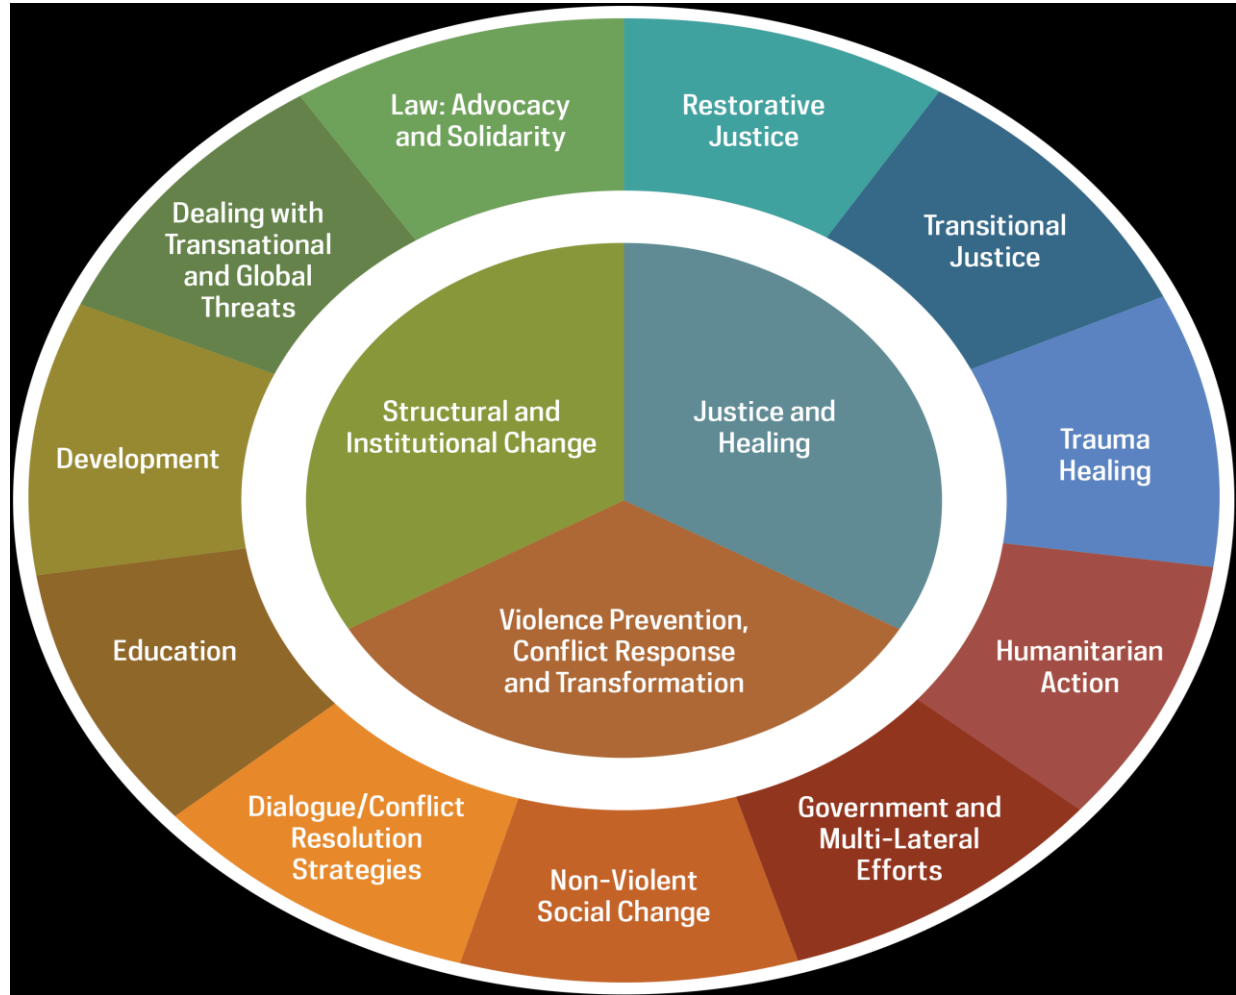 Law: Advocacy
and Solidarity
Restorative
Justice
Transitional
Justice
Trauma
Healing
Humanitarian
Action
Government and
Multi-Lateral
Efforts
Non-Violent
Social Change
Dialogue/Conflict
Resolution
Strategies
Education
Development
Dealing with
Transnational
and Global
Threats
Structural and
Institutional Change
Justice and
Healing
Violence Prevention,
Conflict Response
and Transformation